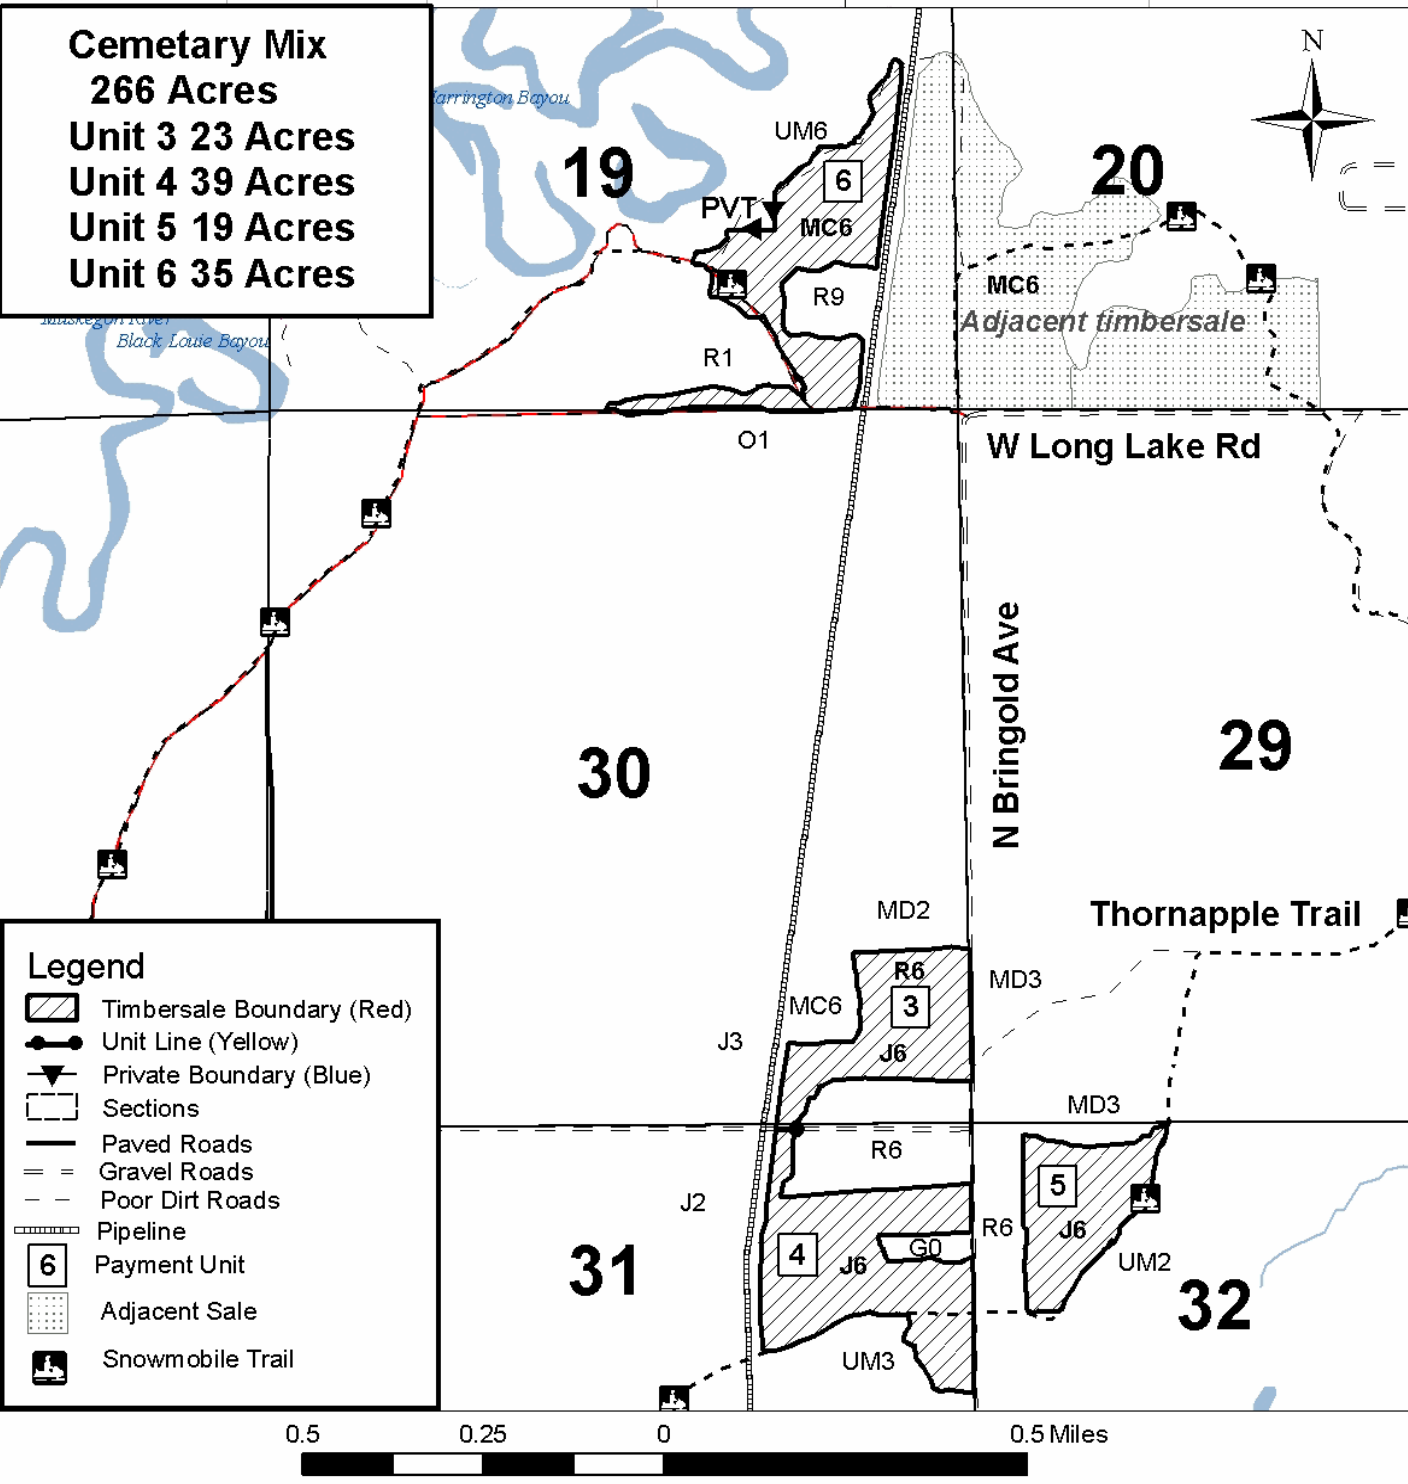 Cemetary Mix
266 Acres
Unit 3 23 Acres
Unit 4 39 Acres
Unit 5 19 Acres
Unit 6 35 Acres
Bayou
19
UM6
6
PVT
MC6
R9
R1
O1
20
N
MC6
Adjacent timbersale
Muskegon River
Black Louie Bayou
W Long Lake Rd
30
N Bringold Ave
29
Thornapple Trail
MD2
R6
3
MC6
J3
J6
MD3
MD3
R6
J2
5
J6
R6
UM2
31
4
J6
G0
UM3
32
Legend
Timbersale Boundary (Red)
Unit Line (Yellow)
Private Boundary (Blue)
Sections
Paved Roads
Gravel Roads
Poor Dirt Roads
Pipeline
6 Payment Unit
Adjacent Sale
Snowmobile Trail
0.5 0.25 0 0.5 Miles